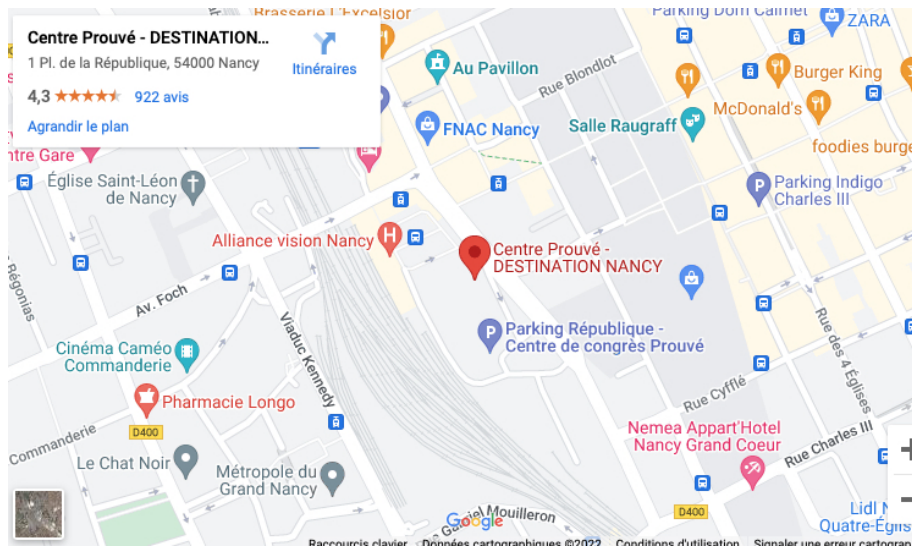 Brasserie L'Excelsior
Parking Dom Calmet
ZARA
Centre Prouvé - DESTINATION...
1 Pl. de la République, 54000 Nancy
Itinéraires
4,3
922 avis
Agrandir le plan
Au Pavillon
Rue Blondlot
Burger King
McDonald's
FNAC Nancy
Salle Raugraff
foodies burge
ntre Gare
Église Saint-Léon
de Nancy
Parking Indigo
Charles III
Alliance vision Nancy
H
Centre Prouvé -
DESTINATION NANCY
Bégonias
Av. Foch
Viaduc Kennedy
P
Parking République -
Centre de congrès Prouvé
Rue des 4 Églises
Cinéma Caméo
Commanderie
Pharmacie Longo
Rue Cyfflé
D400
Commanderie
Nemea Appart'Hotel
Nancy Grand Coeur
Rue Charles III
Le Chat Noir
Métropole du
Grand Nancy
D400
Lidl N
Quatre-Églis
Gabriel Mouilleron
Google
Raccourcis clavier
Données cartographiques ©2022
Conditions d'utilisation
Signaler une erreur cartograp